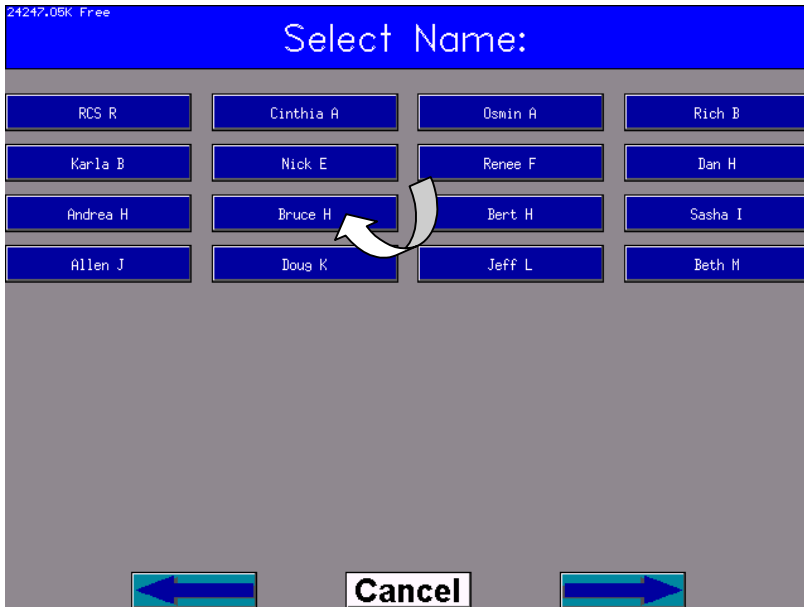 24247.05K Free
Select Name:
RCS R Cinthia A Osmin A Rich B
Karla B Nick E Renee F Dan H
Andrea H Bruce H Bert H Sasha I
Allen J Doug K Jeff L Beth M
Cancel